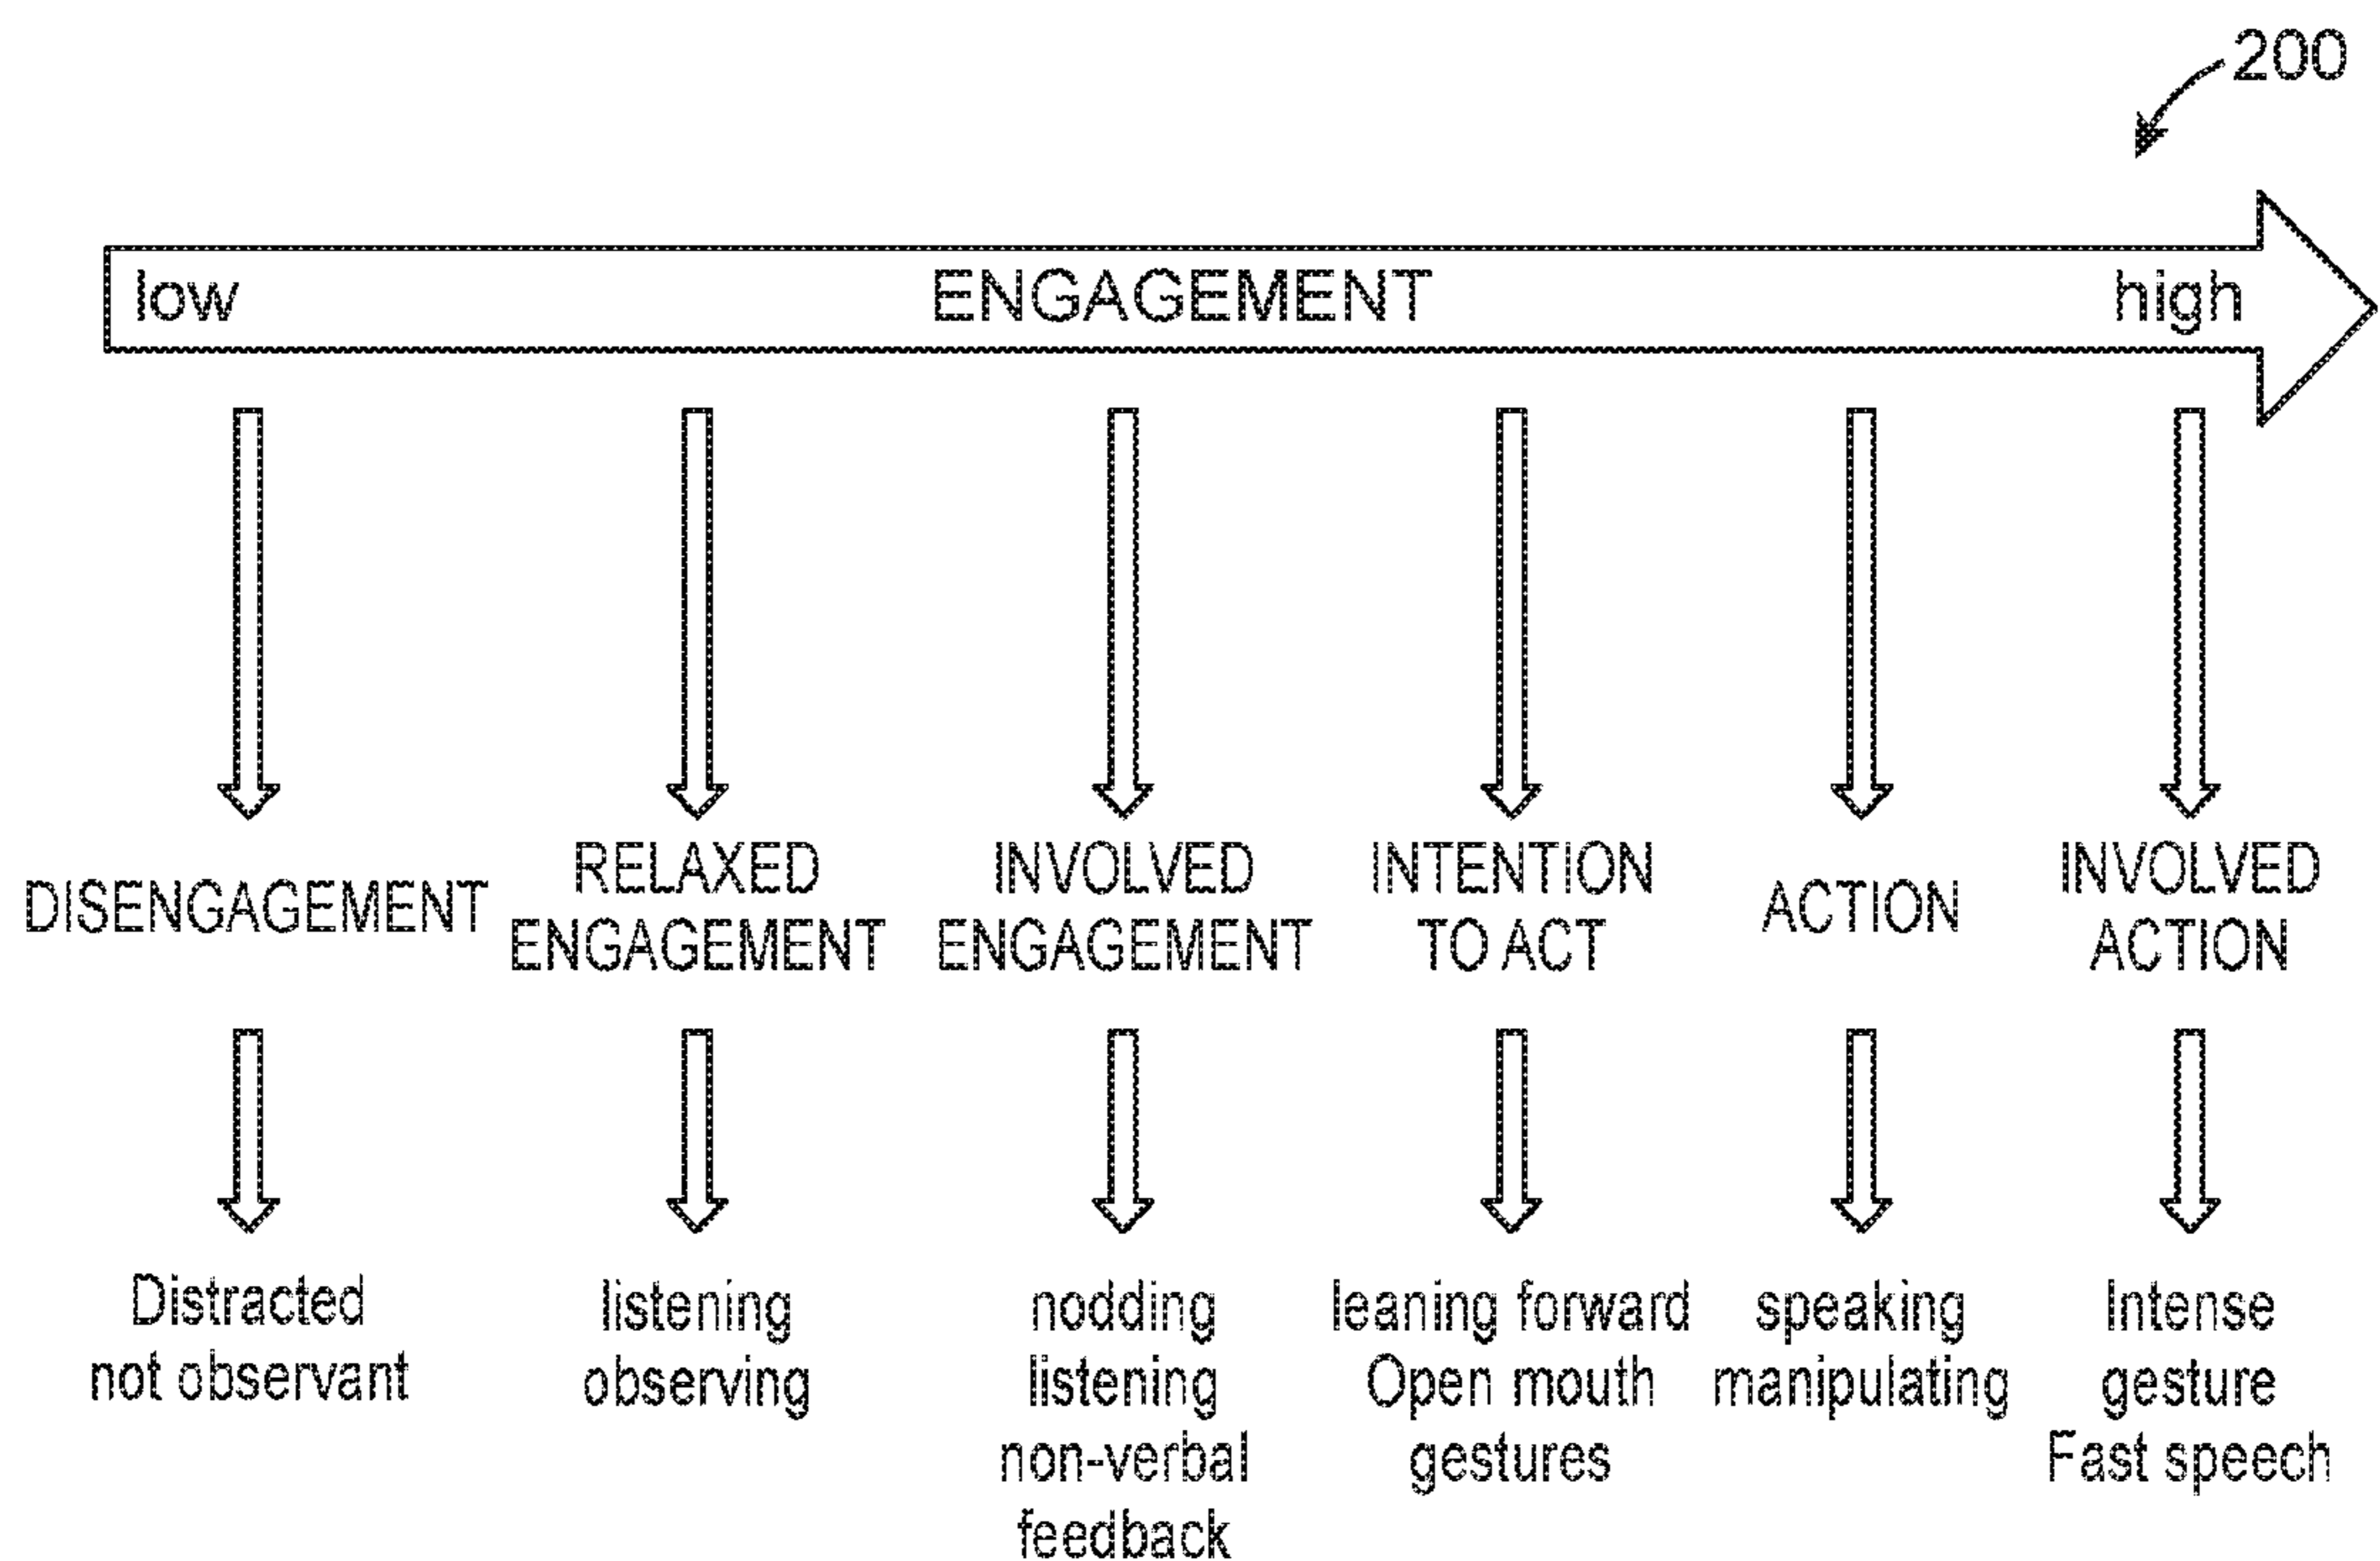 200
low ENGAGEMENT high
DISENGAGEMENT
RELAXED
ENGAGEMENT
INVOLVED
ENGAGEMENT
INTENTION
TO ACT
ACTION
INVOLVED
ACTION
Distracted
not observant
listening
observing
nodding
listening
non-verbal
feedback
leaning forward
Open mouth
gestures
speaking
manipulating
Intense
gesture
Fast speech